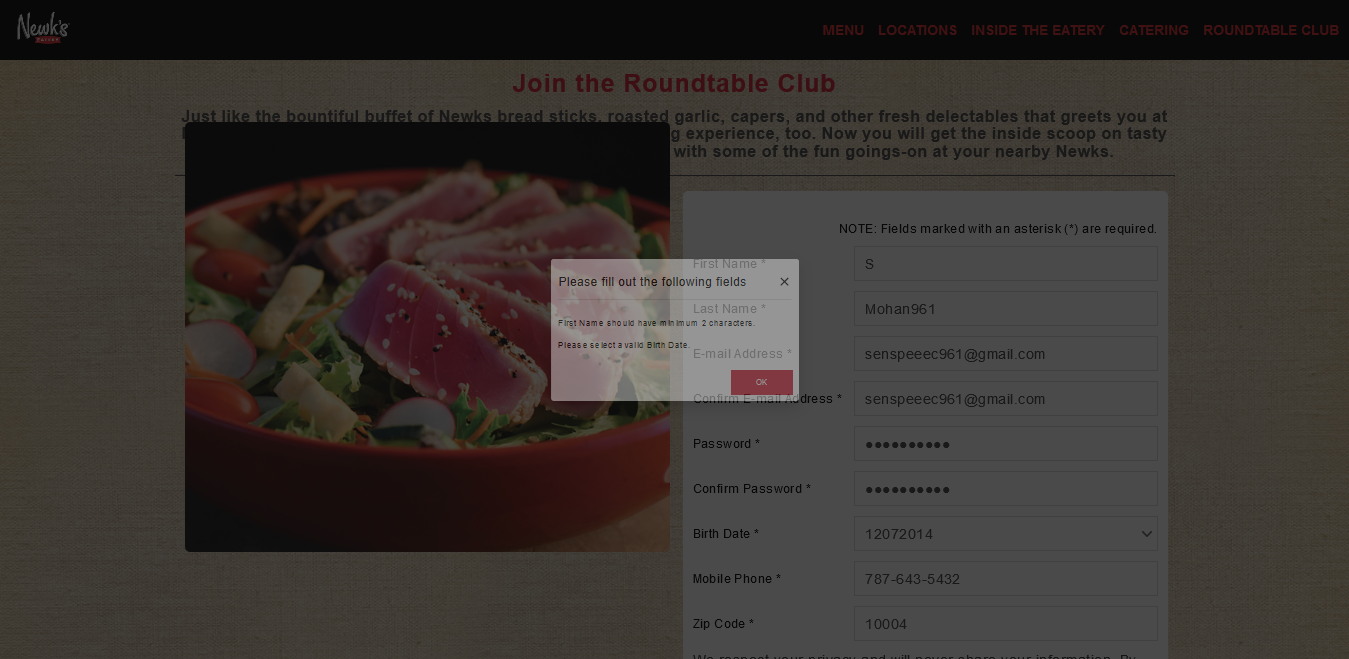 Newk's
EATERY
MENU LOCATIONS INSIDE THE EATERY CATERING ROUNDTABLE CLUB
Join the Roundtable Club
Just like the bountiful buffet of Newks bread sticks, roasted garlic, capers, and other fresh delectables that greets you at
experience, too. Now you will get the inside scoop on tasty
with some of the fun goings-on at your nearby Newks.
NOTE: Fields marked with an asterisk (*) are required.
First Name * S
Please fill out the following fields ×
Last Name * Mohan961
First Name should have minimum 2 characters.
Please select a valid Birth Date.
E-mail Address * senspeeec961@gmail.com
OK
Confirm E-mail Address * senspeeec961@gmail.com
Password * ●●●●●●●●●●
Confirm Password * ●●●●●●●●●●
Birth Date * 12072014
Mobile Phone * 787-643-5432
Zip Code * 10004
We respect your privacy and will never share your information. By